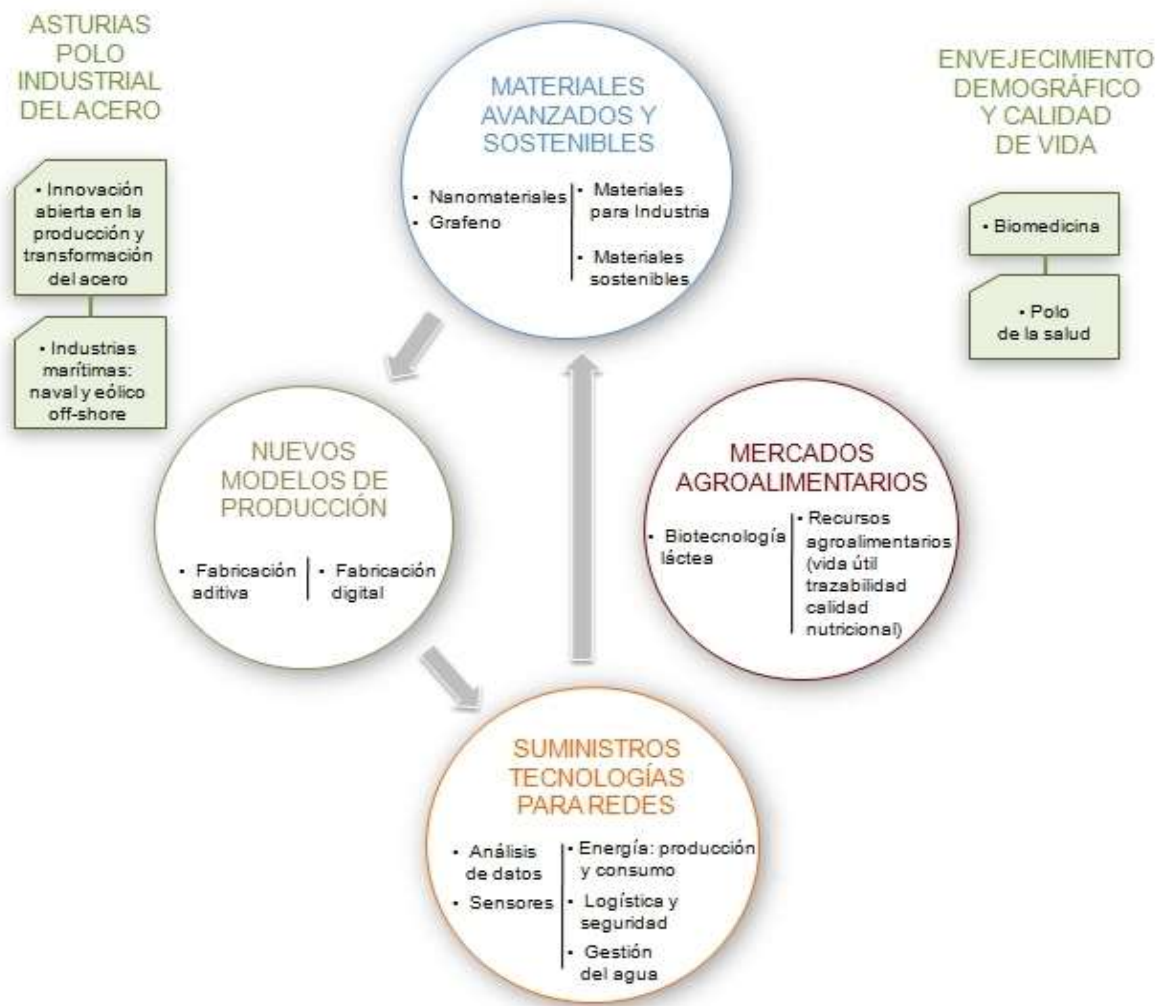 ASTURIAS
POLO
INDUSTRIAL
DEL ACERO
• Innovación
abierta en la
producción y
transformación
del acero
• Industrias
marítimas:
naval y eólico
off-shore
MATERIALES
AVANZADOS Y
SOSTENIBLES
• Nanomateriales
• Grafeno
• Materiales
para Industria
• Materiales
sostenibles
ENVEJECIMIENTO
DEMOGRÁFICO
Y CALIDAD
DE VIDA
• Biomedicina
• Polo
de la salud
NUEVOS
MODELOS DE
PRODUCCIÓN
• Fabricación
aditiva
• Fabricación
digital
MERCADOS
AGROALIMENTARIOS
• Biotecnología
láctea
• Recursos
agroalimentarios
(vida útil
trazabilidad
calidad
nutricional)
SUMINISTROS
TECNOLOGÍAS
PARA REDES
• Análisis
de datos
• Sensores
• Energía: producción
y consumo
• Logística y
seguridad
• Gestión
del agua